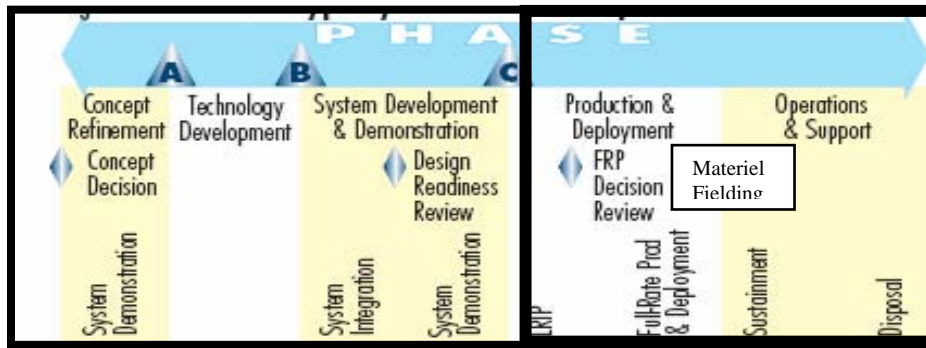 PHASE
A B C
Concept
Refinement
Technology
Development
System Development
& Demonstration
Production &
Deployment
Operations
& Support
Concept
Decision
Design
Readiness
Review
FRP
Decision
Review
Materiel
Fielding
System
Demonstration
System
Integration
System
Demonstration
LRIP
Full-Rate Prod
& Deployment
Sustainment
Disposal